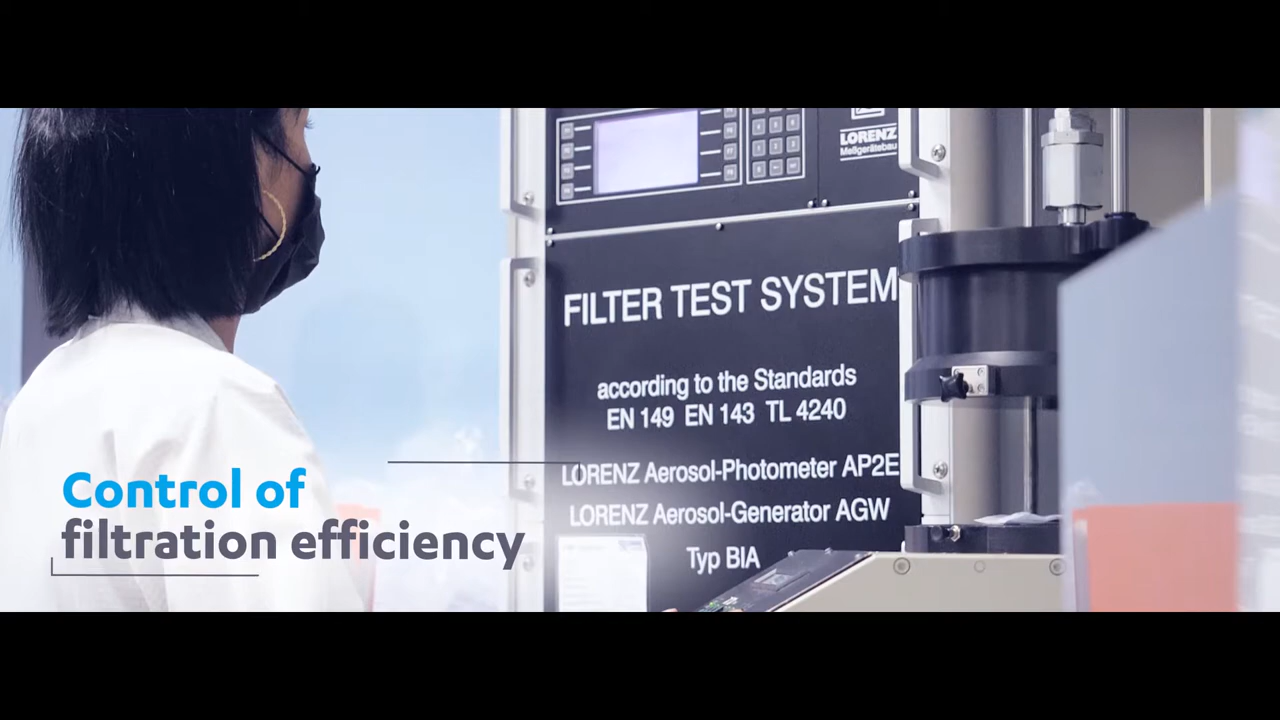 LORENZ
Meßgerätebau
FILTER TEST SYSTEM
according to the Standards
EN 149 EN 143 TL 4240
LORENZ Aerosol-Photometer AP2E
LORENZ Aerosol-Generator AGW
Typ BIA
Control of
filtration efficiency